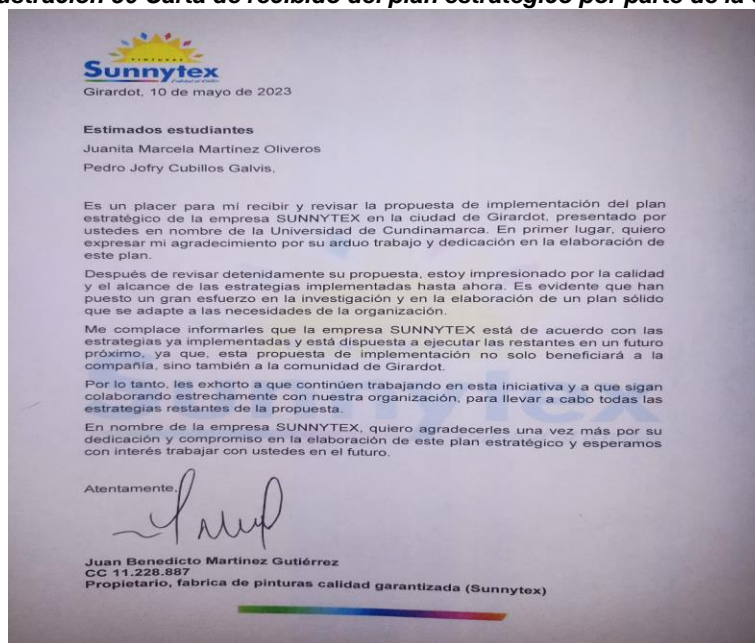 Carta de recibido del plan estratégico por parte de la
PINTURAS
Sunnytex
Girardot, 10 de mayo de 2023
Estimados estudiantes
Juanita Marcela Martínez Oliveros
Pedro Jofry Cubillos Galvis,
Es un placer para mí recibir y revisar la propuesta de implementación del plan
estratégico de la empresa SUNNYTEX en la ciudad de Girardot, presentado por
ustedes en nombre de la Universidad de Cundinamarca. En primer lugar, quiero
expresar mi agradecimiento por su arduo trabajo y dedicación en la elaboración de
este plan.
Después de revisar detenidamente su propuesta, estoy impresionado por la calidad
y el alcance de las estrategias implementadas hasta ahora. Es evidente que han
puesto un gran esfuerzo en la investigación y en la elaboración de un plan sólido
que se adapte a las necesidades de la organización.
Me complace informarles que la empresa SUNNYTEX está de acuerdo con las
estrategias ya implementadas y está dispuesta a ejecutar las restantes en un futuro
próximo, ya que, esta propuesta de implementación no solo beneficiará a la
compañía, sino también a la comunidad de Girardot.
Por lo tanto, les exhorto a que continúen trabajando en esta iniciativa y a que sigan
colaborando estrechamente con nuestra organización, para llevar a cabo todas las
estrategias restantes de la propuesta.
En nombre de la empresa SUNNYTEX, quiero agradecerles una vez más por su
dedicación y compromiso en la elaboración de este plan estratégico y esperamos
con interés trabajar con ustedes en el futuro.
Atentamente,
Juan Benedicto Martínez Gutiérrez
CC 11.228.887
Propietario, fabrica de pinturas calidad garantizada (Sunnytex)